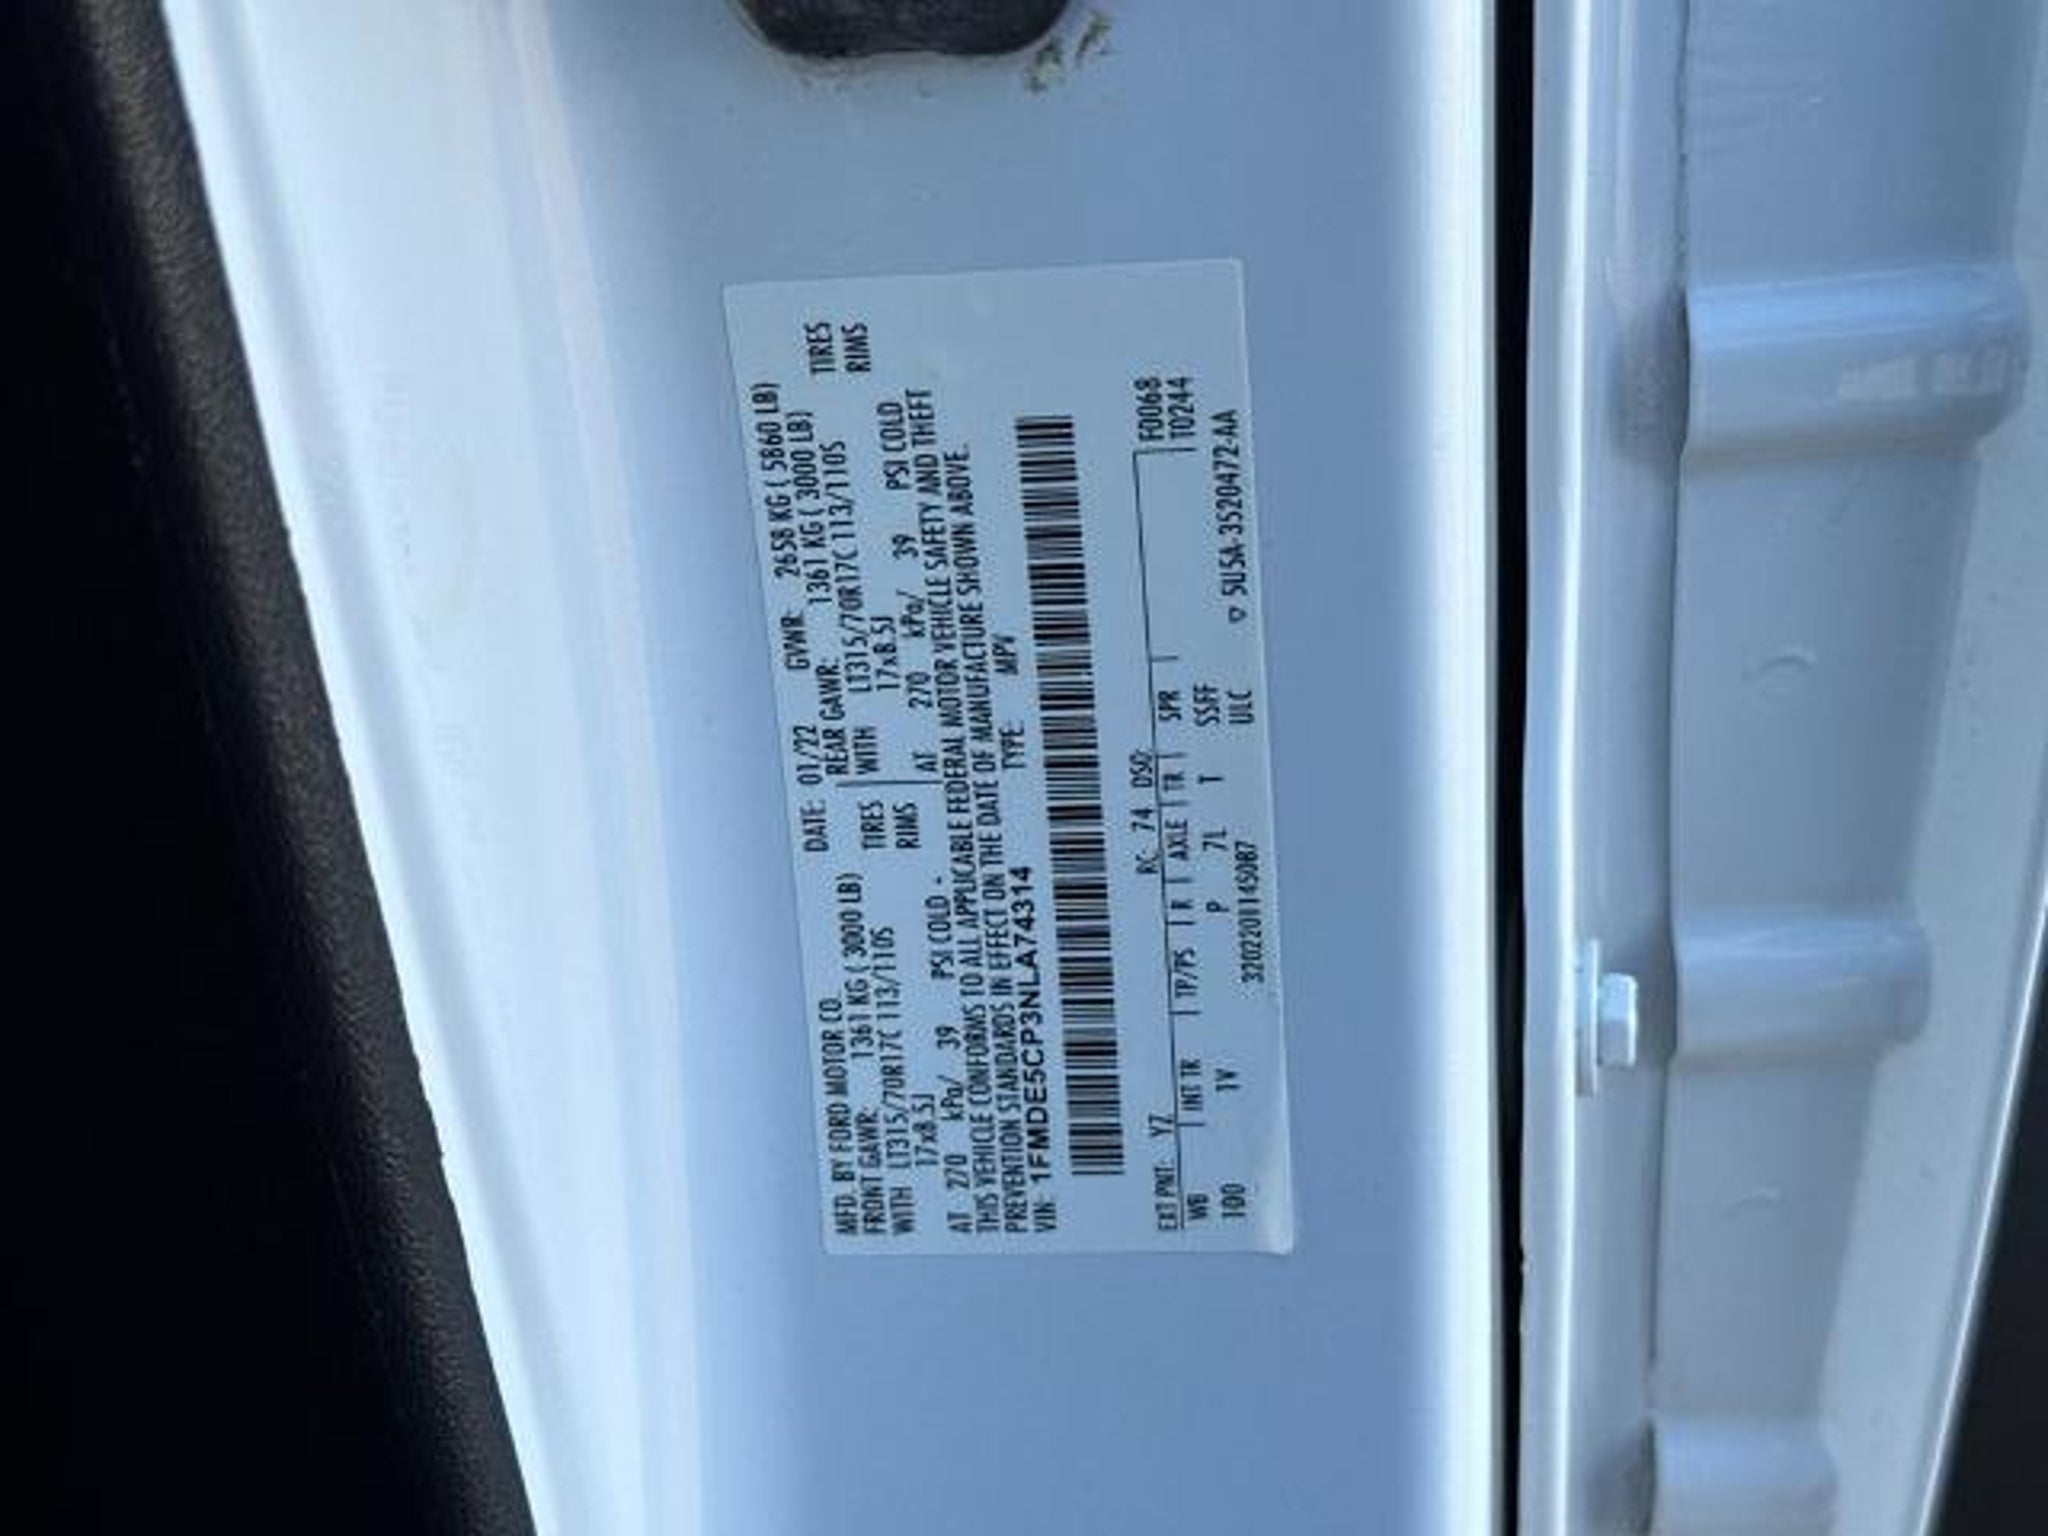 MFD. BY FORD MOTOR CO. DATE: 01/22 GVWR: 2658 KG ( 5860 LB)
FRONT GAWR: 1361 KG ( 3000 LB) REAR GAWR: 1361 KG ( 3000 LB)
WITH LT315/70R17C 113/110S TIRES WITH LT315/70R17C 113/110S TIRES
17x8.5J RIMS 17x8.5J RIMS
AT 270 kPa/ 39 PSI COLD - AT 270 kPa/ 39 PSI COLD
THIS VEHICLE CONFORMS TO ALL APPLICABLE FEDERAL MOTOR VEHICLE SAFETY AND THEFT
PREVENTION STANDARDS IN EFFECT ON THE DATE OF MANUFACTURE SHOWN ABOVE.
VIN: 1FMDE5CP3NLA74314 TYPE: MPV
EXT PNT: YZ RC: 74 DSO: F0068
WB INT TR TP/PS R AXLE TR SPR T0244
100 1V P 7L T SSFF
3202201145087 ULC 5U5A-3520472-AA